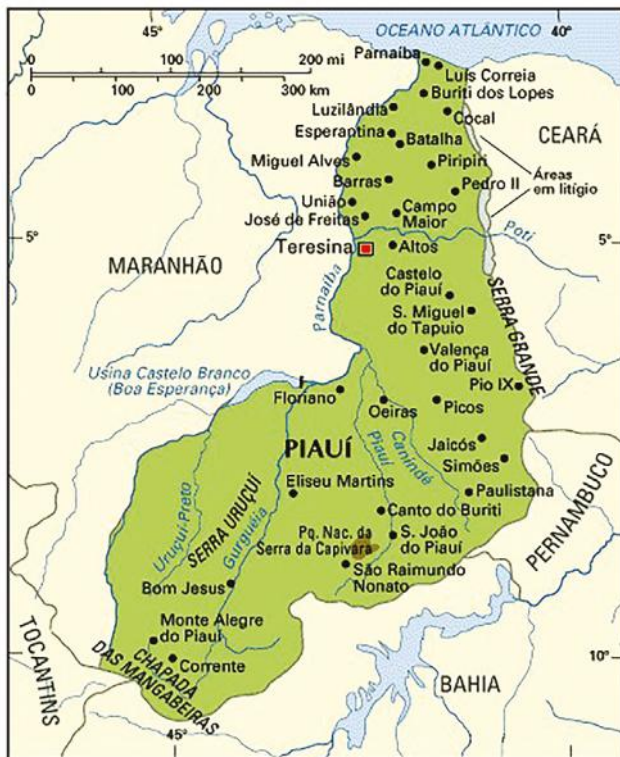 OCEANO ATLÂNTICO
45°
40°
0 100 200 mi
0 100 200 300 km
Parnaíba
Luís Correia
Buriti dos Lopes
Luzilândia
Cocal
CEARÁ
Esperantina
Batalha
Miguel Alves
Piripiri
Áreas
em litígio
Barras
Pedro II
União
Campo
Maior
José de Freitas
Poti
5°
5°
Teresina
Altos
MARANHÃO
Parnaíba
Castelo do
Piauí
S. Miguel
do Tapuio
SERRA GRANDE
Valença
do Piauí
Usina Castelo Branco
(Boa Esperança)
Pio IX
Floriano
Oeiras
Picos
PIAUÍ
Piauí
Canindé
Jaicós
Simões
Eliseu Martins
Paulistana
PERNAMBUCO
Uruçuí Preto
SERRA URUÇUÍ
Gurguéia
Canto do Buriti
Pq. Nac. da
Serra da Capivara
S. João
do Piauí
São Raimundo
Nonato
Bom Jesus
Monte Alegre
do Piauí
Corrente
CHAPADA
DAS MANGABEIRAS
TOCANTINS
10°
BAHIA
45°